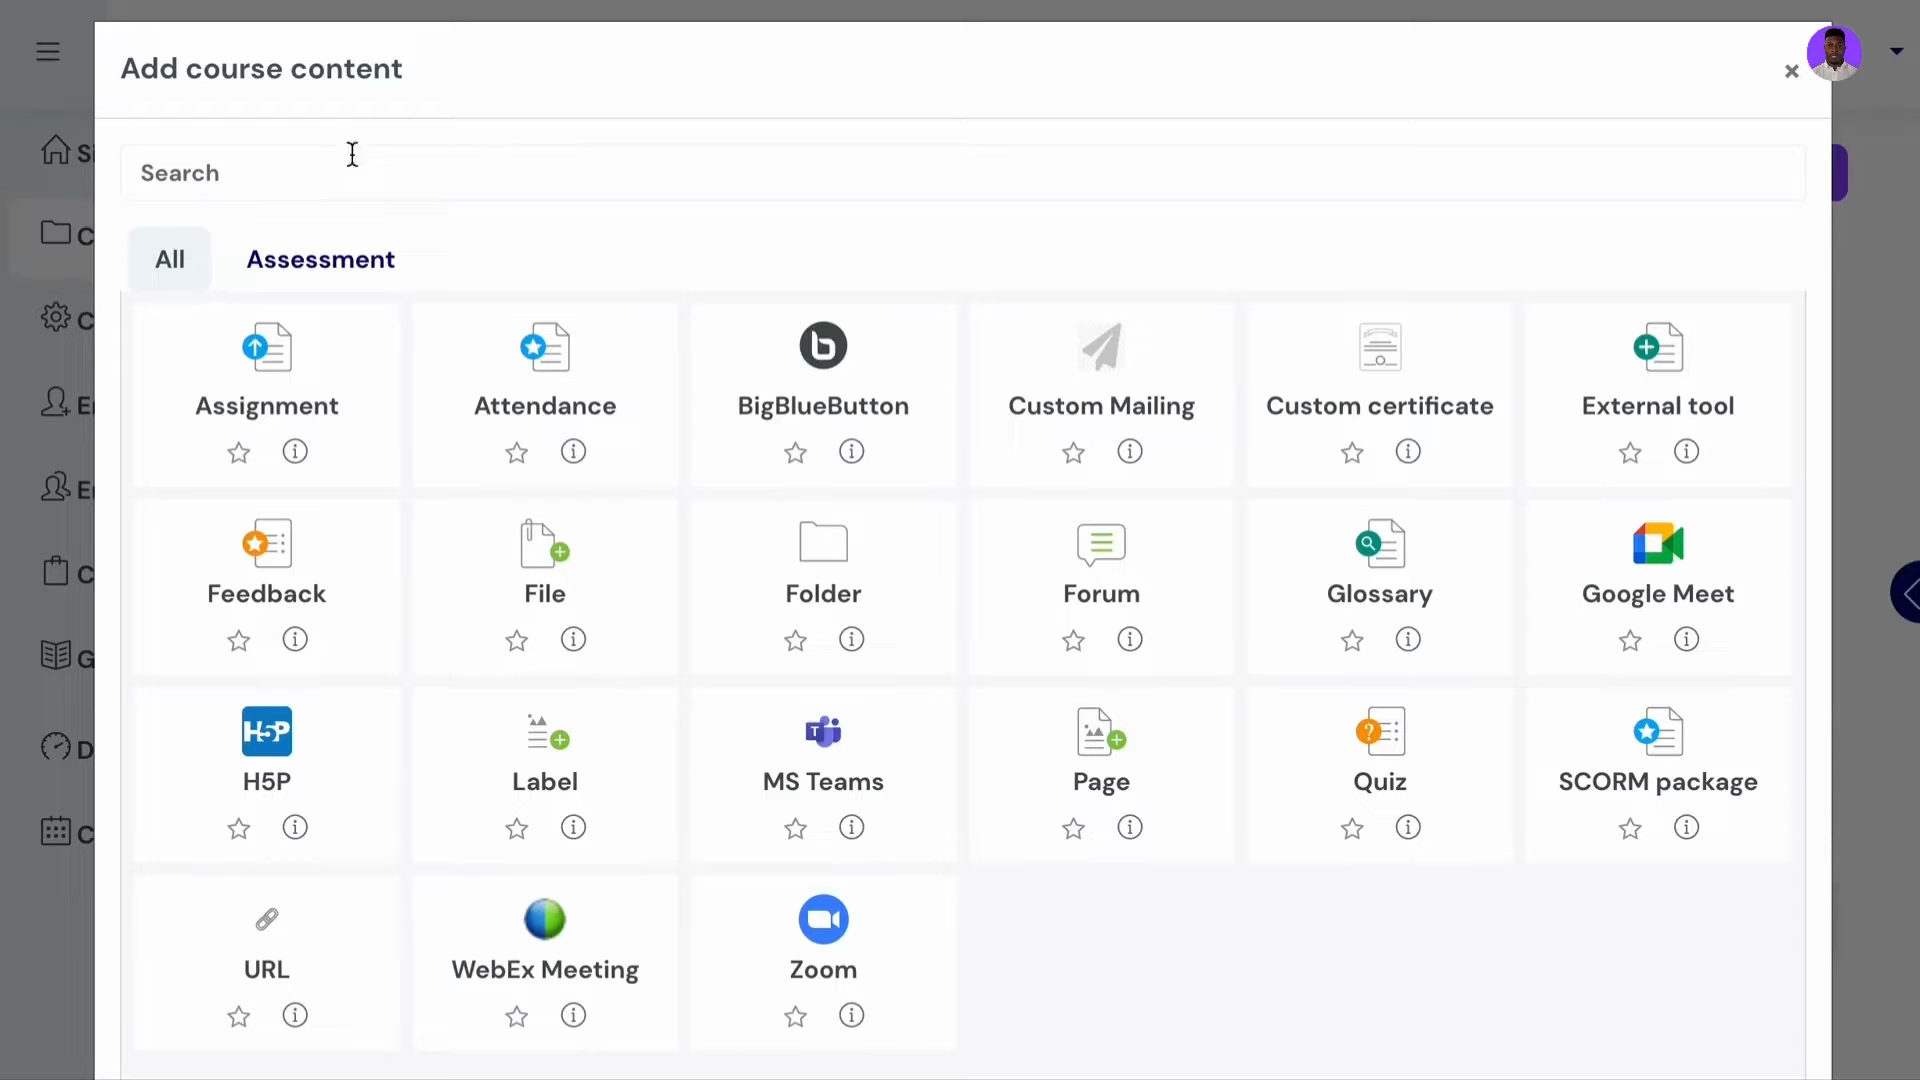 Add course content
×
Search
All Assessment
Assignment Attendance BigBlueButton Custom Mailing Custom certificate External tool
Feedback File Folder Forum Glossary Google Meet
H5P
H5P Label MS Teams Page Quiz SCORM package
URL WebEx Meeting Zoom